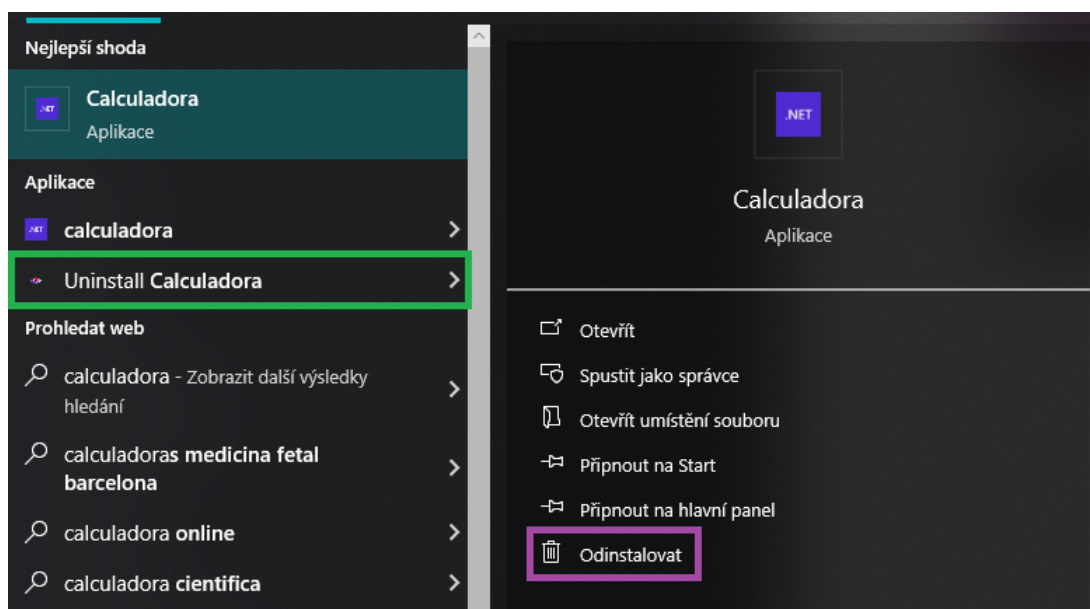 Nejlepší shoda
.NET
Calculadora
Aplikace
Aplikace
.NET
calculadora
Uninstall Calculadora
Prohledat web
calculadora - Zobrazit další výsledky
hledání
calculadoras medicina fetal
barcelona
calculadora online
calculadora cientifica
.NET
Calculadora
Aplikace
Otevřít
Spustit jako správce
Otevřít umístění souboru
Připnout na Start
Připnout na hlavní panel
Odinstalovat